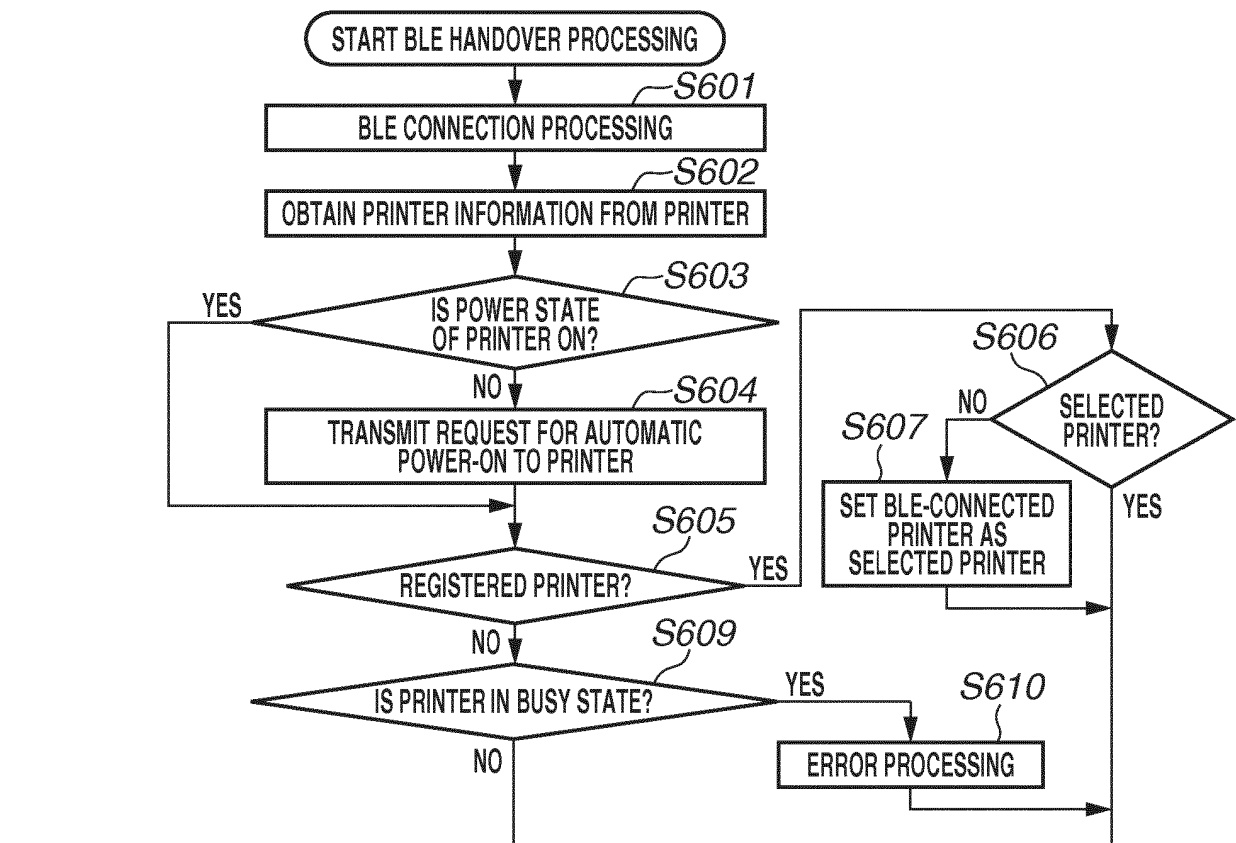 START BLE HANDOVER PROCESSING
S601
BLE CONNECTION PROCESSING
S602
OBTAIN PRINTER INFORMATION FROM PRINTER
S603
YES
IS POWER STATE
OF PRINTER ON?
NO
S604
TRANSMIT REQUEST FOR AUTOMATIC
POWER-ON TO PRINTER
S605
REGISTERED PRINTER?
YES
NO
S606
SELECTED
PRINTER?
NO
YES
S607
SET BLE-CONNECTED
PRINTER AS
SELECTED PRINTER
S609
IS PRINTER IN BUSY STATE?
YES
NO
S610
ERROR PROCESSING